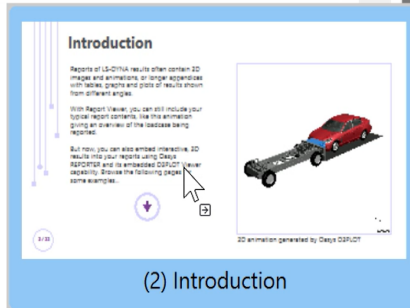 Introduction
Reports of LS-DYNA results often contain 2D
images and animations, or longer appendices
with tables, graphs and plots of results shown
from different angles.
With Report Viewer, you can still include your
typical report contents, like this animation
giving an overview of the loadcase being
reported.
But now, you can also embed interactive, 3D
results into your reports using Oasys
REPORTER and its embedded D3PLOT Viewer
capability. Browse the following pages
some examples..
3 / 33
2D animation generated by Oasys D3PLOT
(2) Introduction